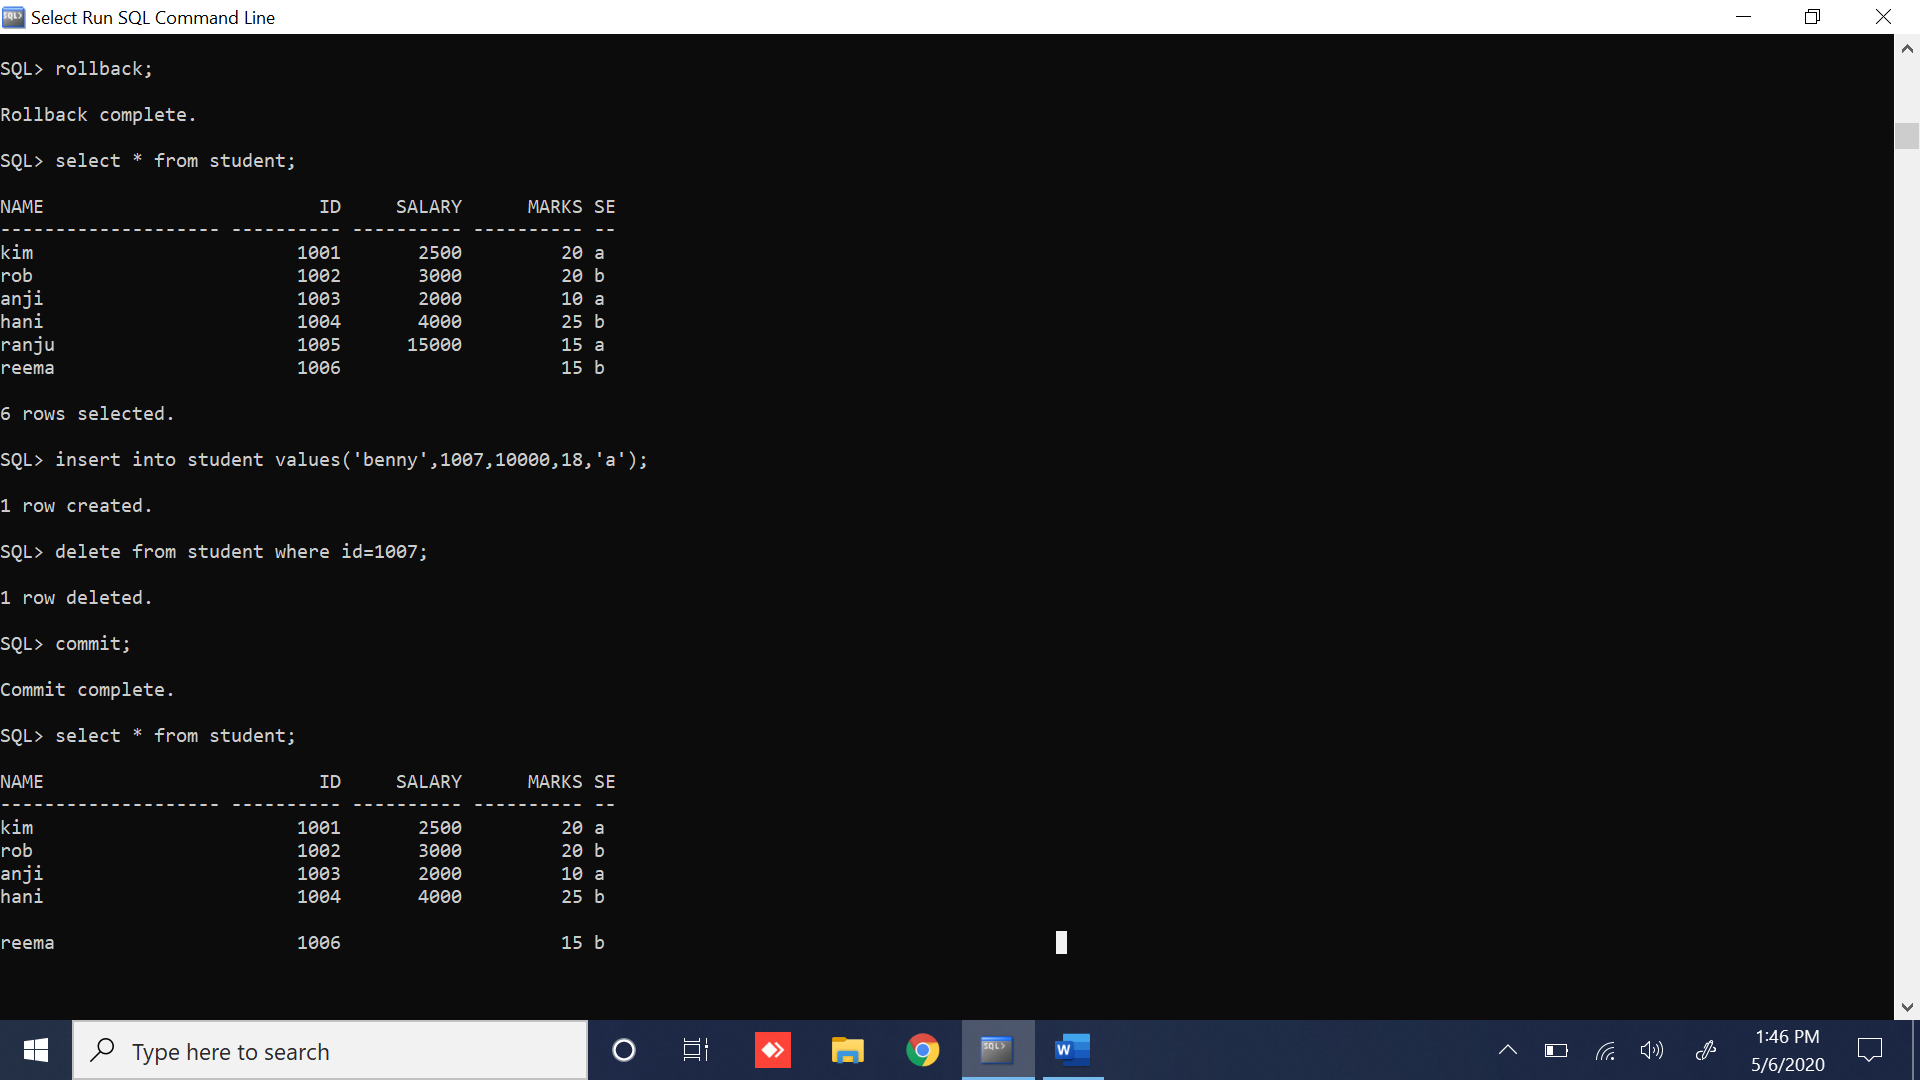 Select Run SQL Command Line
SQL> rollback;
Rollback complete.
SQL> select * from student;
NAME                         ID     SALARY      MARKS SE
-------------------- ---------- ---------- ---------- --
kim                        1001       2500         20 a
rob                        1002       3000         20 b
anji                       1003       2000         10 a
hani                       1004       4000         25 b
ranju                      1005      15000         15 a
reema                      1006                    15 b
6 rows selected.
SQL> insert into student values('benny',1007,10000,18,'a');
1 row created.
SQL> delete from student where id=1007;
1 row deleted.
SQL> commit;
Commit complete.
SQL> select * from student;
NAME                         ID     SALARY      MARKS SE
-------------------- ---------- ---------- ---------- --
kim                        1001       2500         20 a
rob                        1002       3000         20 b
anji                       1003       2000         10 a
hani                       1004       4000         25 b
reema                      1006                    15 b
Type here to search
SQL>
W
1:46 PM
5/6/2020